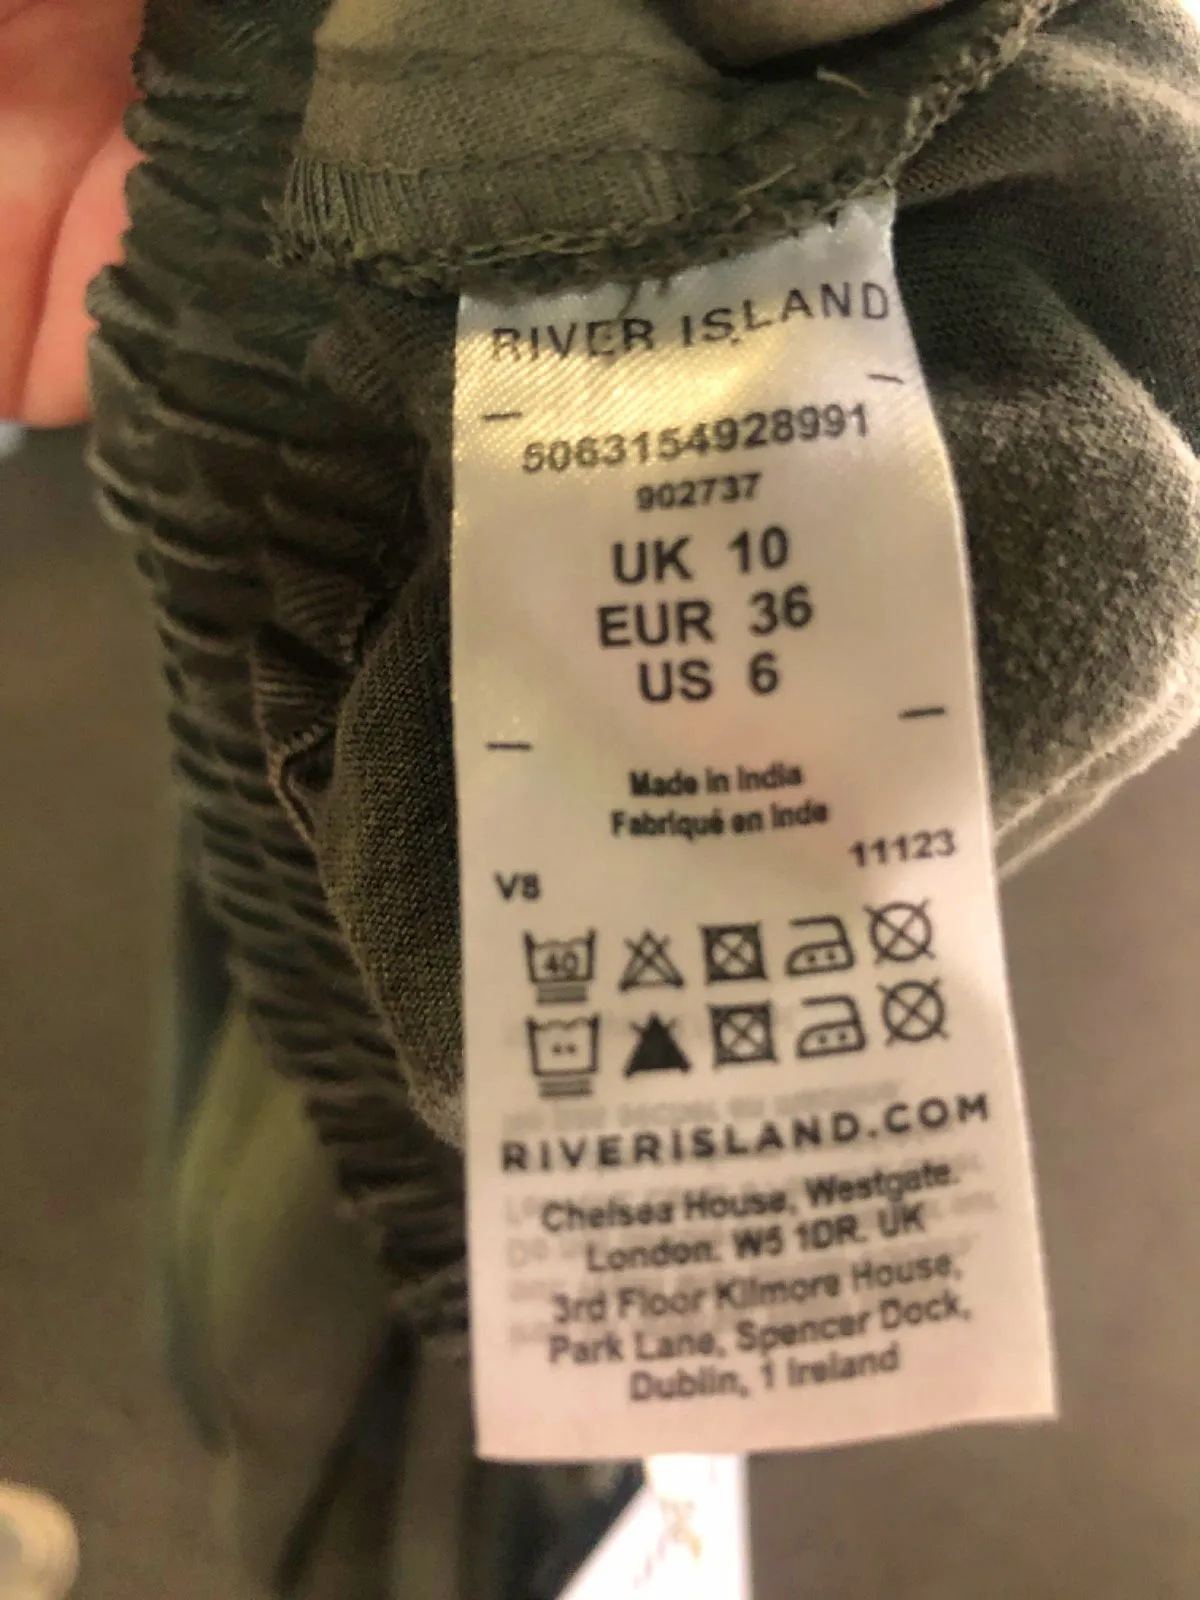 RIVER ISLAND
5063154928991
902737
UK 10
EUR 36
US 6
Made in India
Fabriqué en Inde
11123
V8
40
RIVERISLAND.COM
Chelsea House, Westgate.
London. W5 1DR. UK
3rd Floor Kilmore House,
Park Lane, Spencer Dock,
Dublin, 1 Ireland